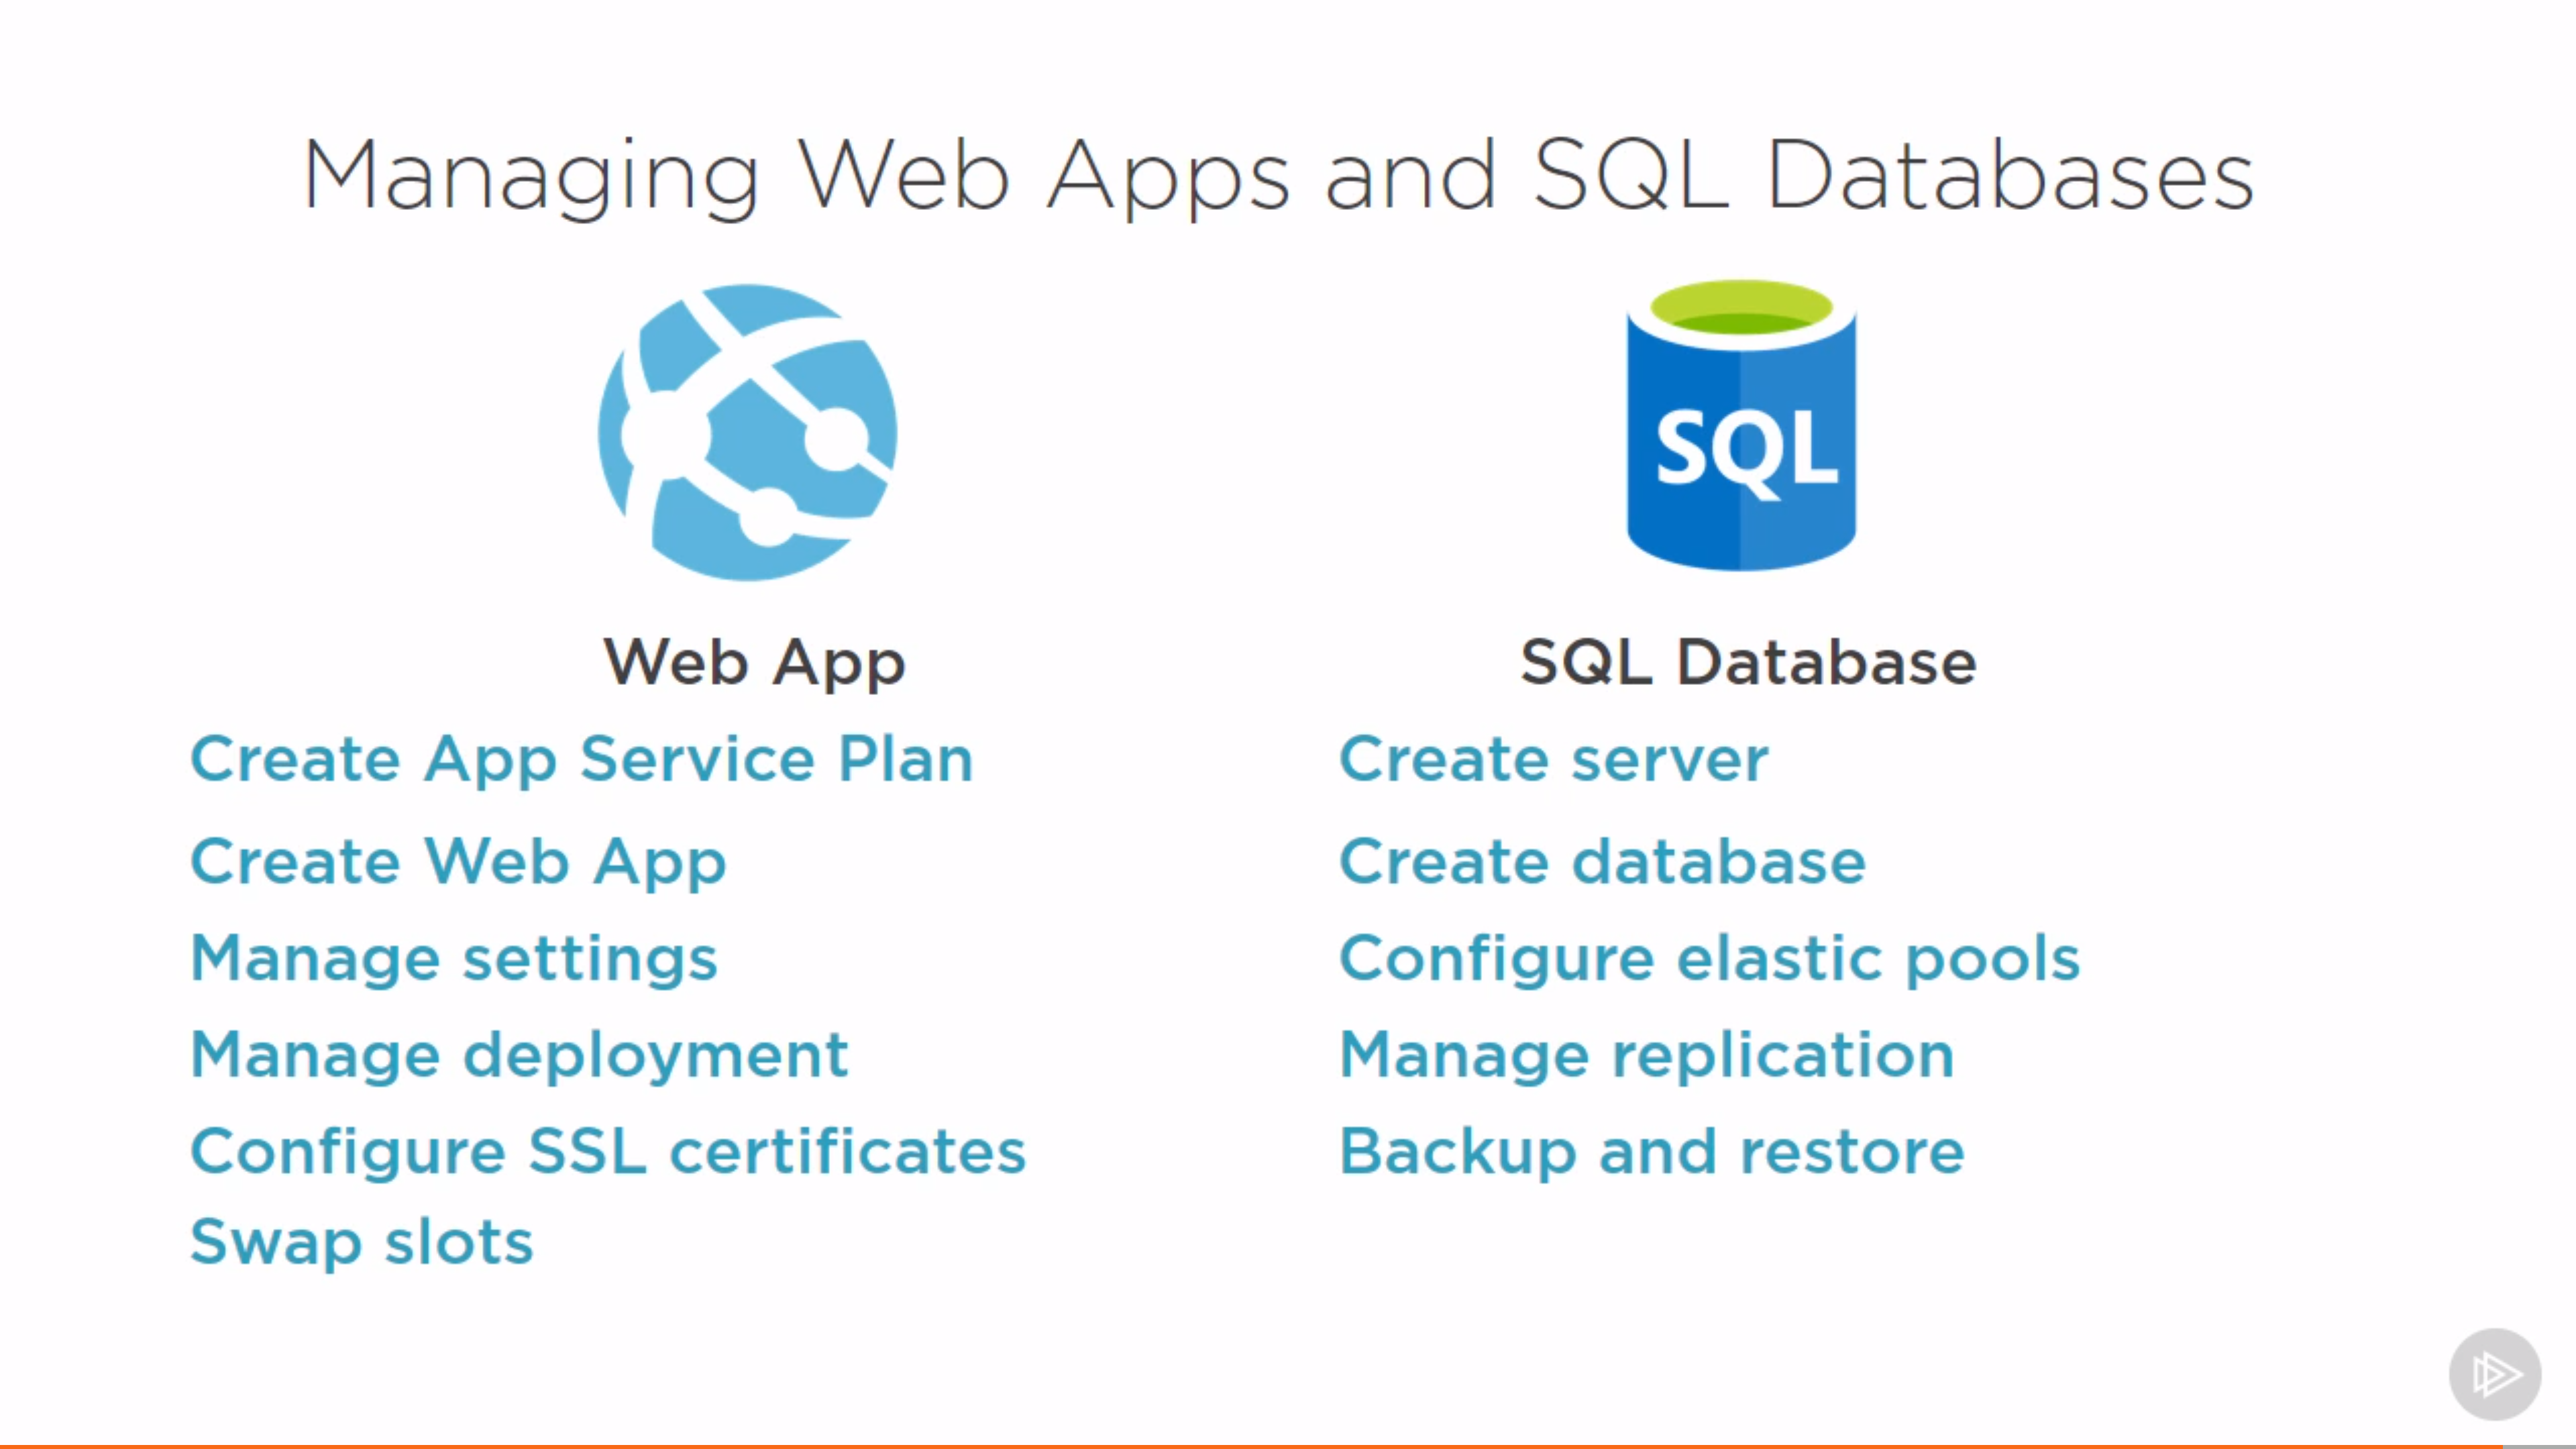 Managing Web Apps and SQL Databases
SQL
Web App
Create App Service Plan
Create Web App
Manage settings
Manage deployment
Configure SSL certificates
Swap slots
SQL Database
Create server
Create database
Configure elastic pools
Manage replication
Backup and restore